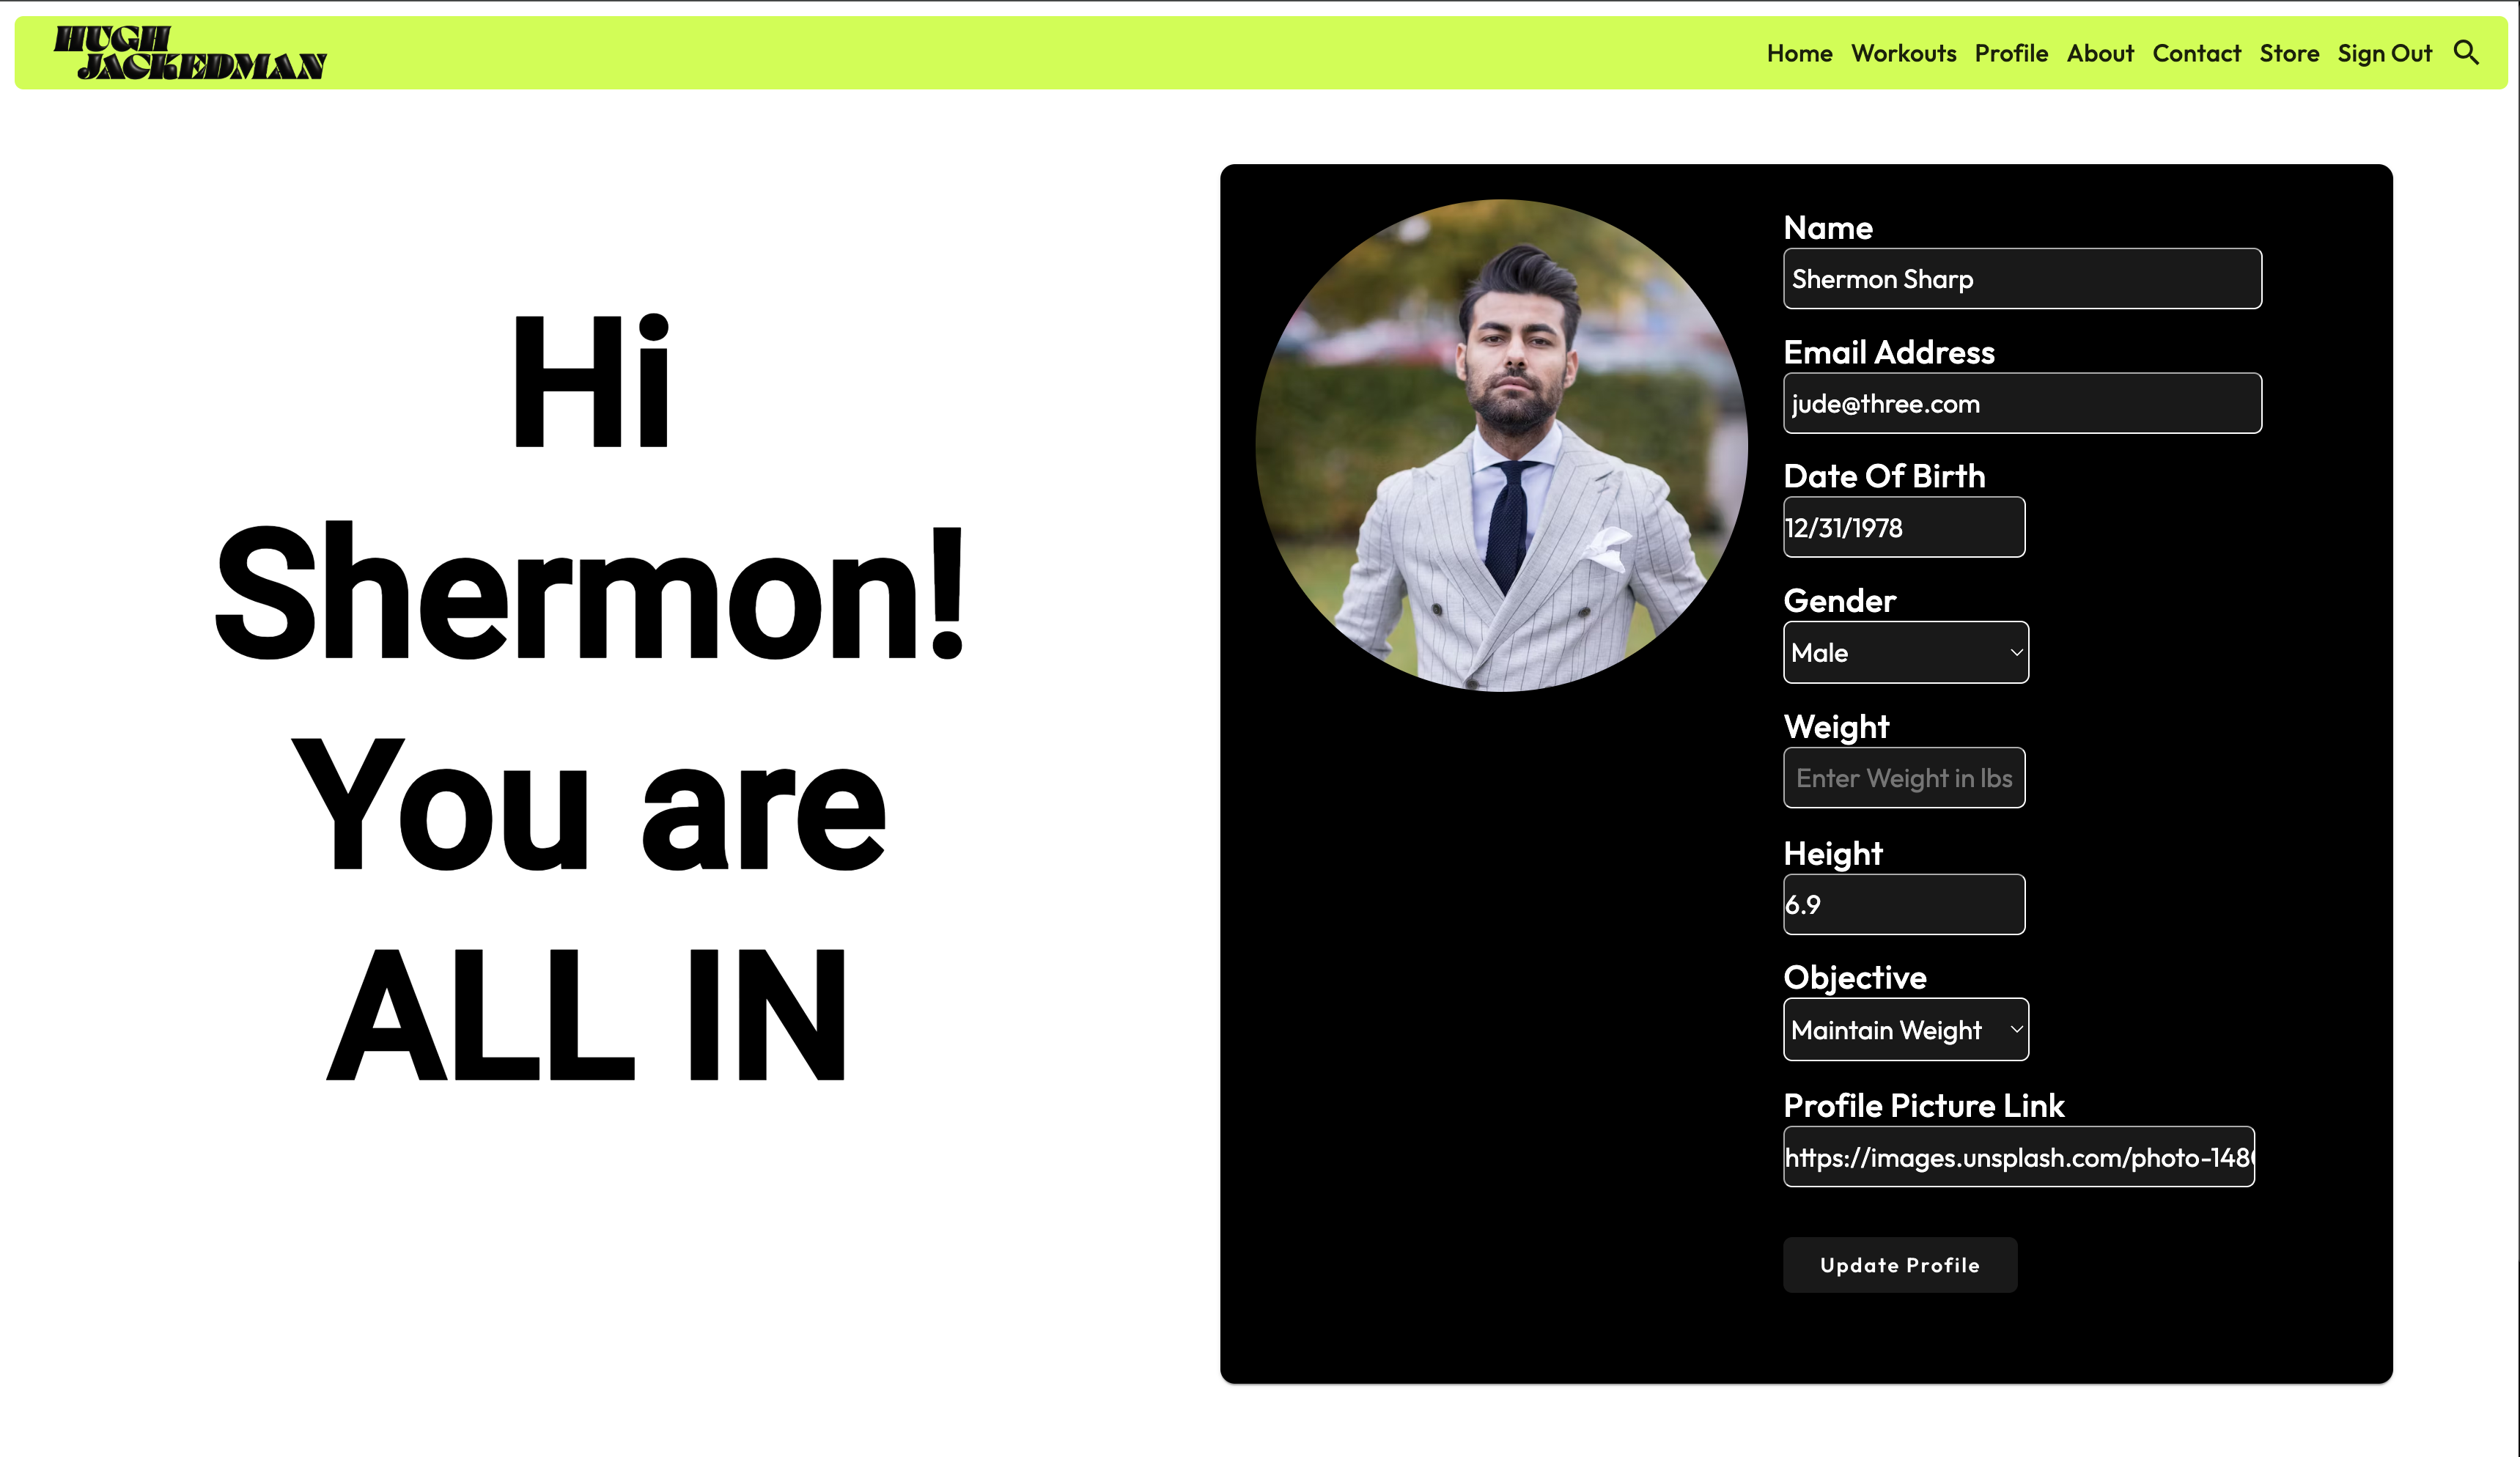 HUGH
JACKEDMAN
Home Workouts Profile About Contact Store Sign Out
Hi
Shermon!
You are
ALL IN
Name
Shermon Sharp
Email Address
jude@three.com
Date Of Birth
12/31/1978
Gender
Male
Weight
Enter Weight in lbs
Height
6.9
Objective
Maintain Weight
Profile Picture Link
https://images.unsplash.com/photo-148
Update Profile